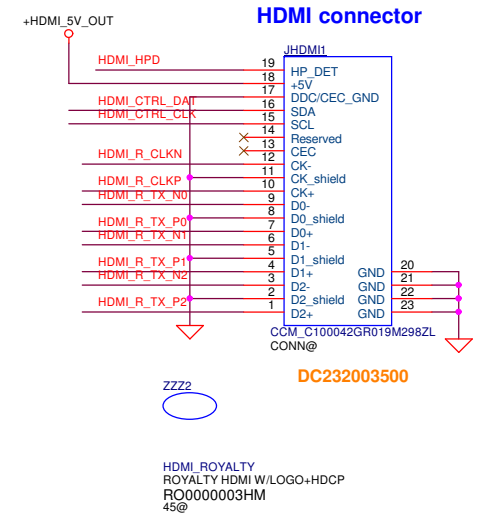 HDMI connector
+HDMI_5V_OUT
JHDMI1
HDMI_HPD 19 HP_DET
18 +5V
17 DDC/CEC_GND
HDMI_CTRL_DAT 16 SDA
HDMI_CTRL_CLK 15 SCL
14 Reserved
13 CEC
HDMI_R_CLKN 12 CK-
11 CK_shield
HDMI_R_CLKP 10 CK+
HDMI_R_TX_N0 9 D0-
8 D0_shield
HDMI_R_TX_P0 7 D0+
HDMI_R_TX_N1 6 D1-
5 D1_shield
HDMI_R_TX_P1 4 D1+ GND 20
HDMI_R_TX_N2 3 D2- GND 21
2 D2_shield GND 22
HDMI_R_TX_P2 1 D2+ GND 23
CCM_C100042GR019M298ZL
CONN@
DC232003500
ZZZ2
HDMI_ROYALTY
ROYALTY HDMI W/LOGO+HDCP
RO0000003HM
45@